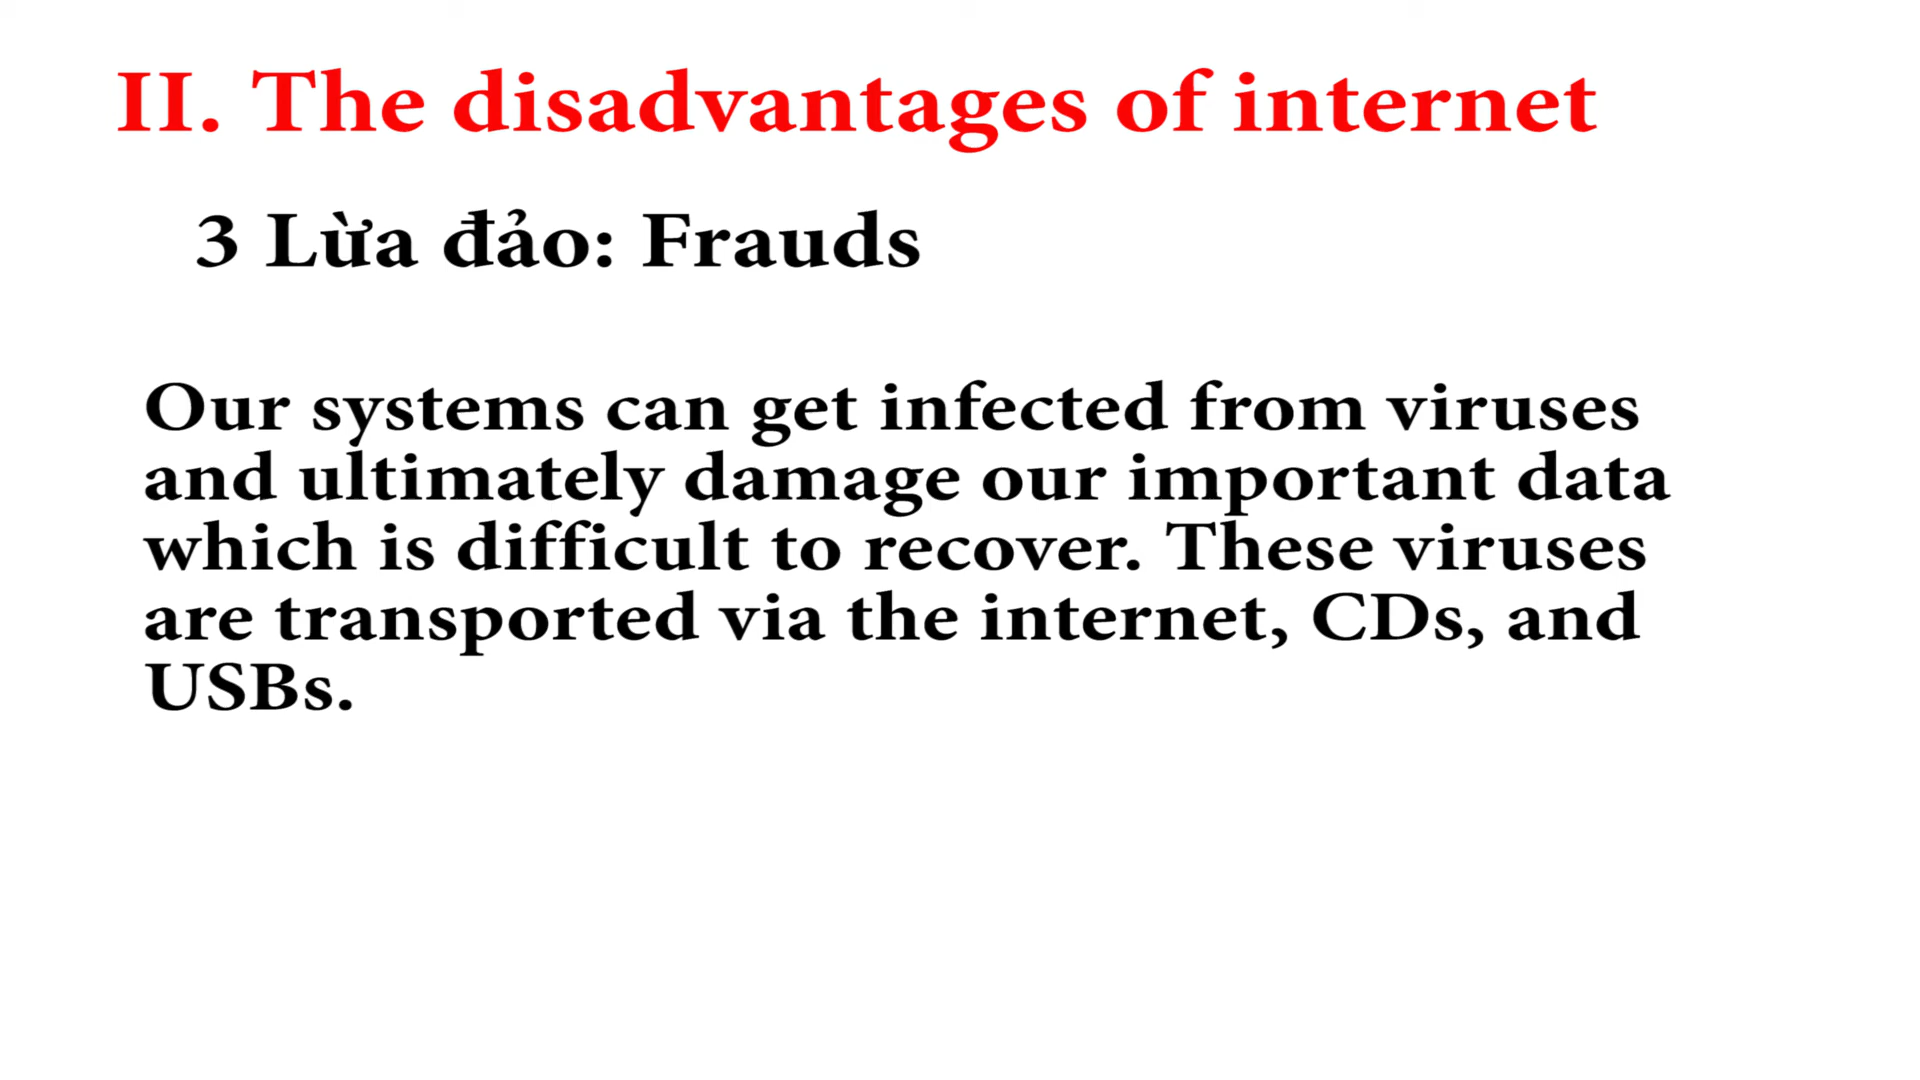 II. The disadvantages of internet
3 Lừa đảo: Frauds
Our systems can get infected from viruses
and ultimately damage our important data
which is difficult to recover. These viruses
are transported via the internet, CDs, and
USBs.